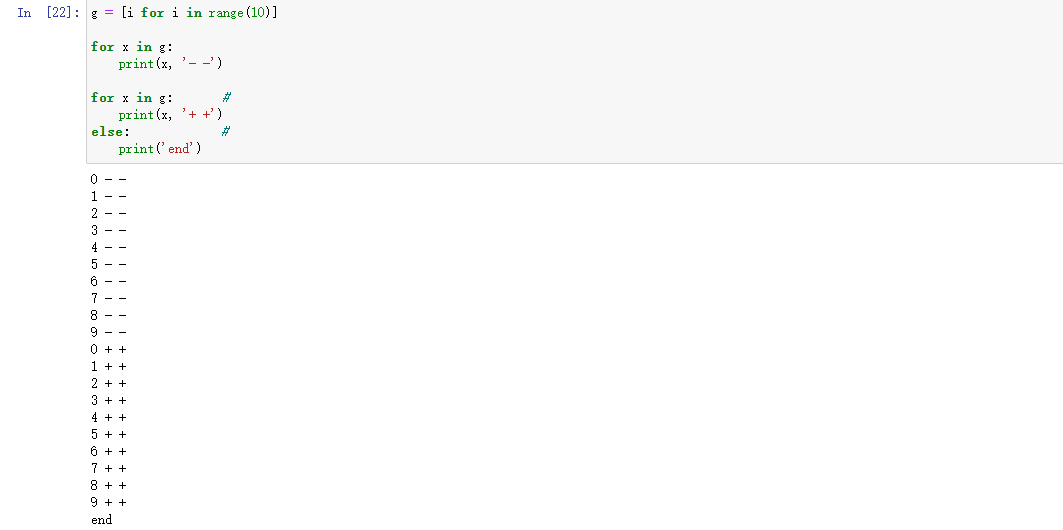 In [22]: g = [i for i in range(10)]
for x in g:
    print(x, '- -')
for x in g:       #
    print(x, '+ +')
else:             #
    print('end')
0 - -
1 - -
2 - -
3 - -
4 - -
5 - -
6 - -
7 - -
8 - -
9 - -
0 + +
1 + +
2 + +
3 + +
4 + +
5 + +
6 + +
7 + +
8 + +
9 + +
end